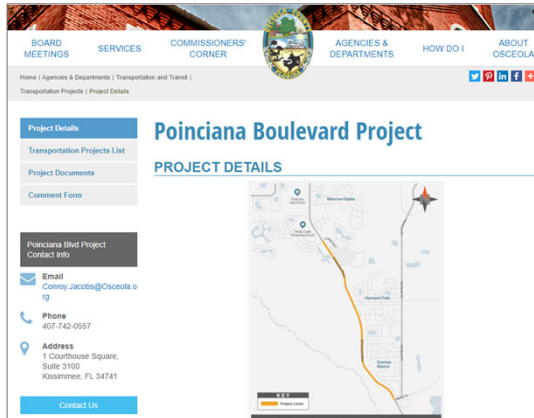 BOARD
MEETINGS
SERVICES
COMMISSIONERS'
CORNER
AGENCIES &
DEPARTMENTS
HOW DO I
ABOUT
OSCEOLA
Home | Agencies & Departments | Transportation and Transit |
Transportation Projects | Project Details
Project Details
Transportation Projects List
Project Documents
Comment Form
Poinciana Blvd Project
Contact Info
Email
Conroy.Jacobs@Osceola.o
rg
Phone
407-742-0557
Address
1 Courthouse Square,
Suite 3100
Kissimmee, FL 34741
Contact Us
Poinciana Boulevard Project
PROJECT DETAILS
KEY
Project Limits